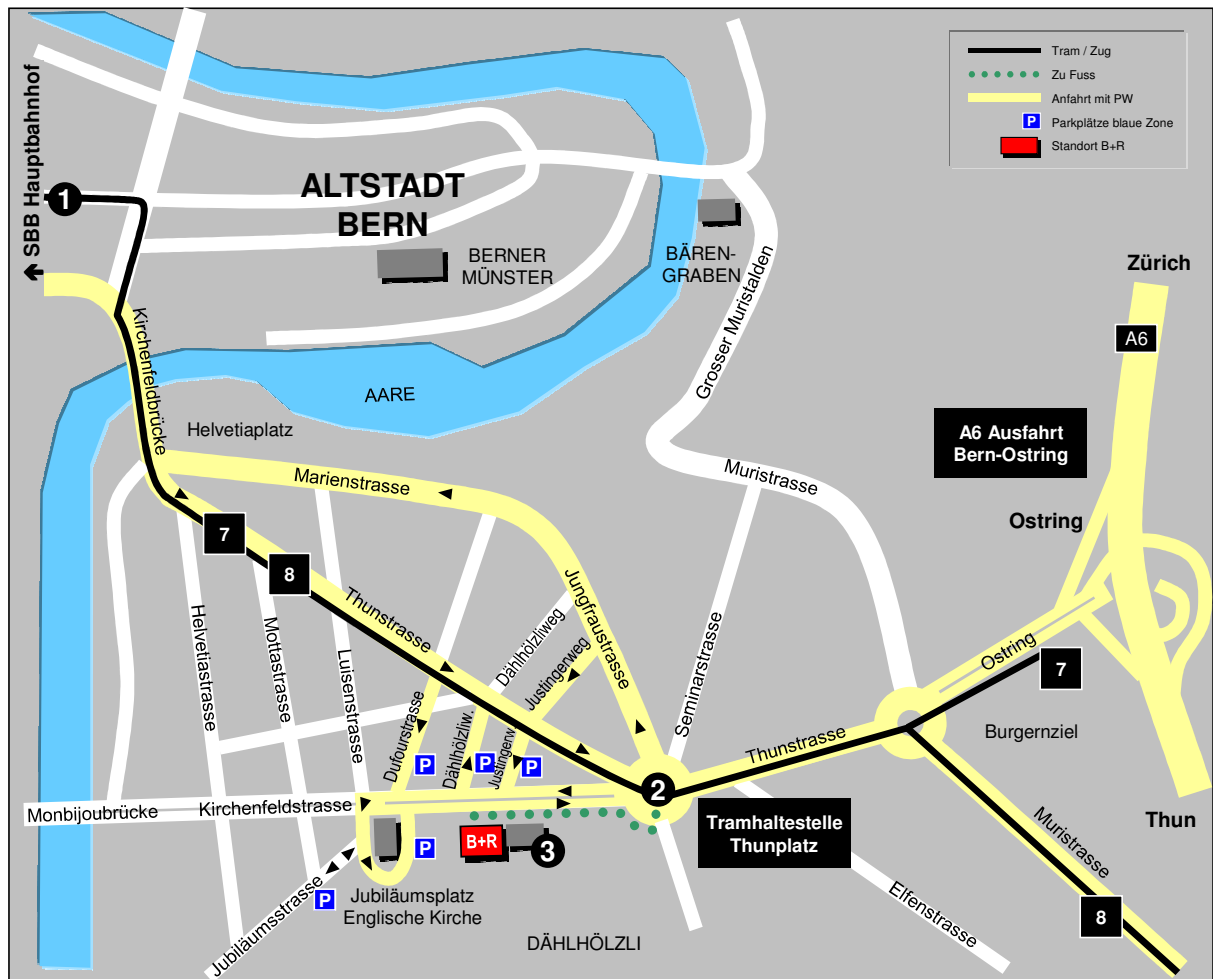 Tram / Zug
Zu Fuss
Anfahrt mit PW
P
Parkplätze blaue Zone
Standort B+R
SBB Hauptbahnhof
1
ALTSTADT
BERN
BERNER
MÜNSTER
BÄREN-
GRABEN
Grosser Muristalden
Zürich
A6
Kirchenfeldbrücke
AARE
Helvetiaplatz
A6 Ausfahrt
Bern-Ostring
Marienstrasse
Muristrasse
Ostring
7
8
Thunstrasse
Jungfraustrasse
Dählhölzliweg
Justingerweg
Seminarstrasse
Helvetiastrasse
Mottastrasse
Luisenstrasse
Dufourstrasse
Dählhölzliw.
Justingerw.
Ostring
7
Burgernziel
Thunstrasse
P
P
P
2
Monbijoubrücke
Kirchenfeldstrasse
Tramhaltestelle
Thunplatz
Thun
Muristrasse
B+R
3
P
P
Jubiläumsstrasse
Jubiläumsplatz
Englische Kirche
Elfenstrasse
8
DÄHLHÖLZLI